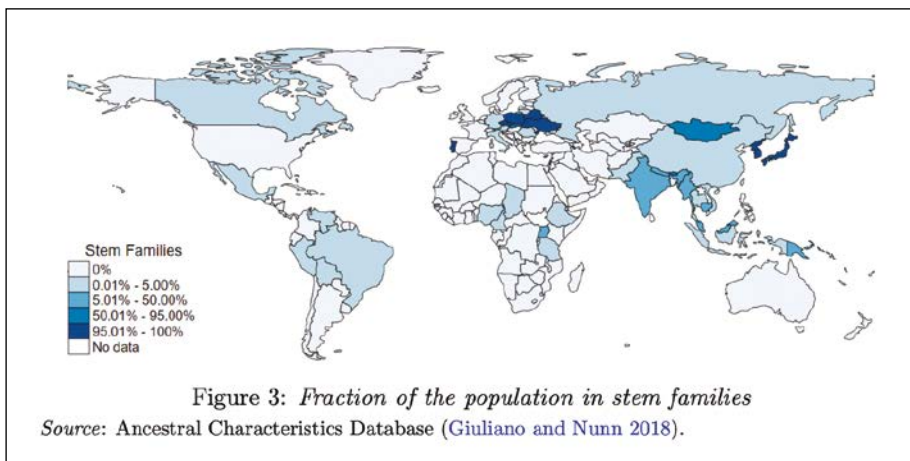 Stem Families
0%
0.01% - 5.00%
5.01% - 50.00%
50.01% - 95.00%
95.01% - 100%
No data
Figure 3: Fraction of the population in stem families
Source: Ancestral Characteristics Database (Giuliano and Nunn 2018).